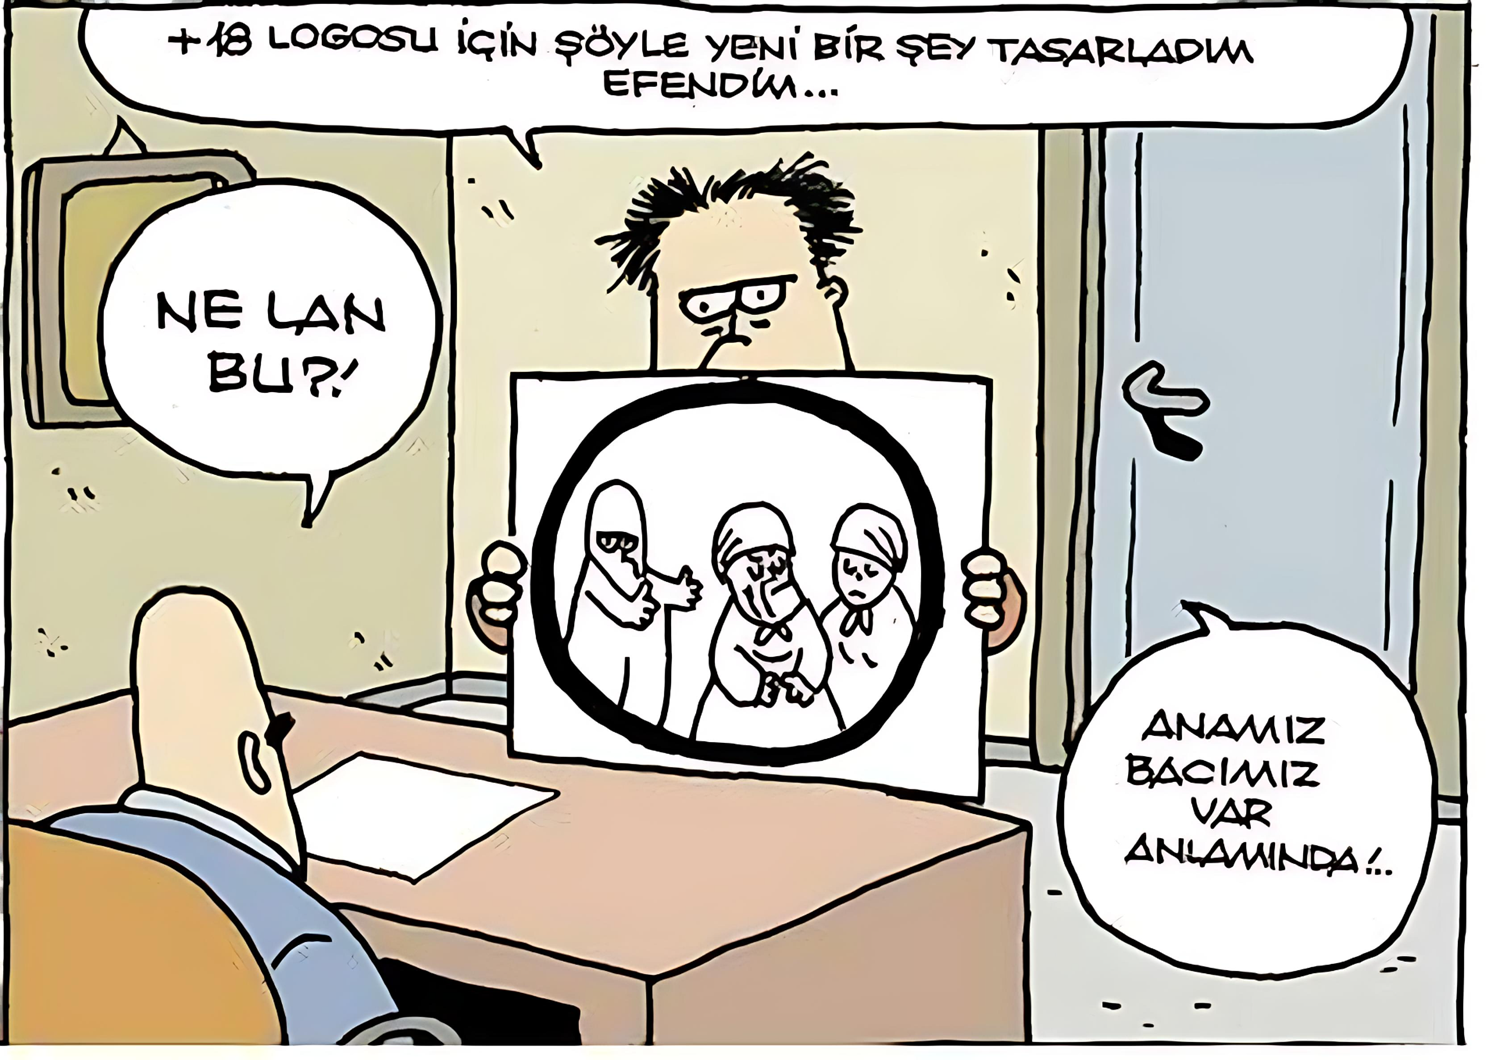 +18 LOGOSU İÇİN ŞÖYLE YENİ BİR ŞEY TASARLADIM
EFENDİM...
NE LAN
BU?!
ANAMIZ
BACIMIZ
VAR
ANLAMINDA!..